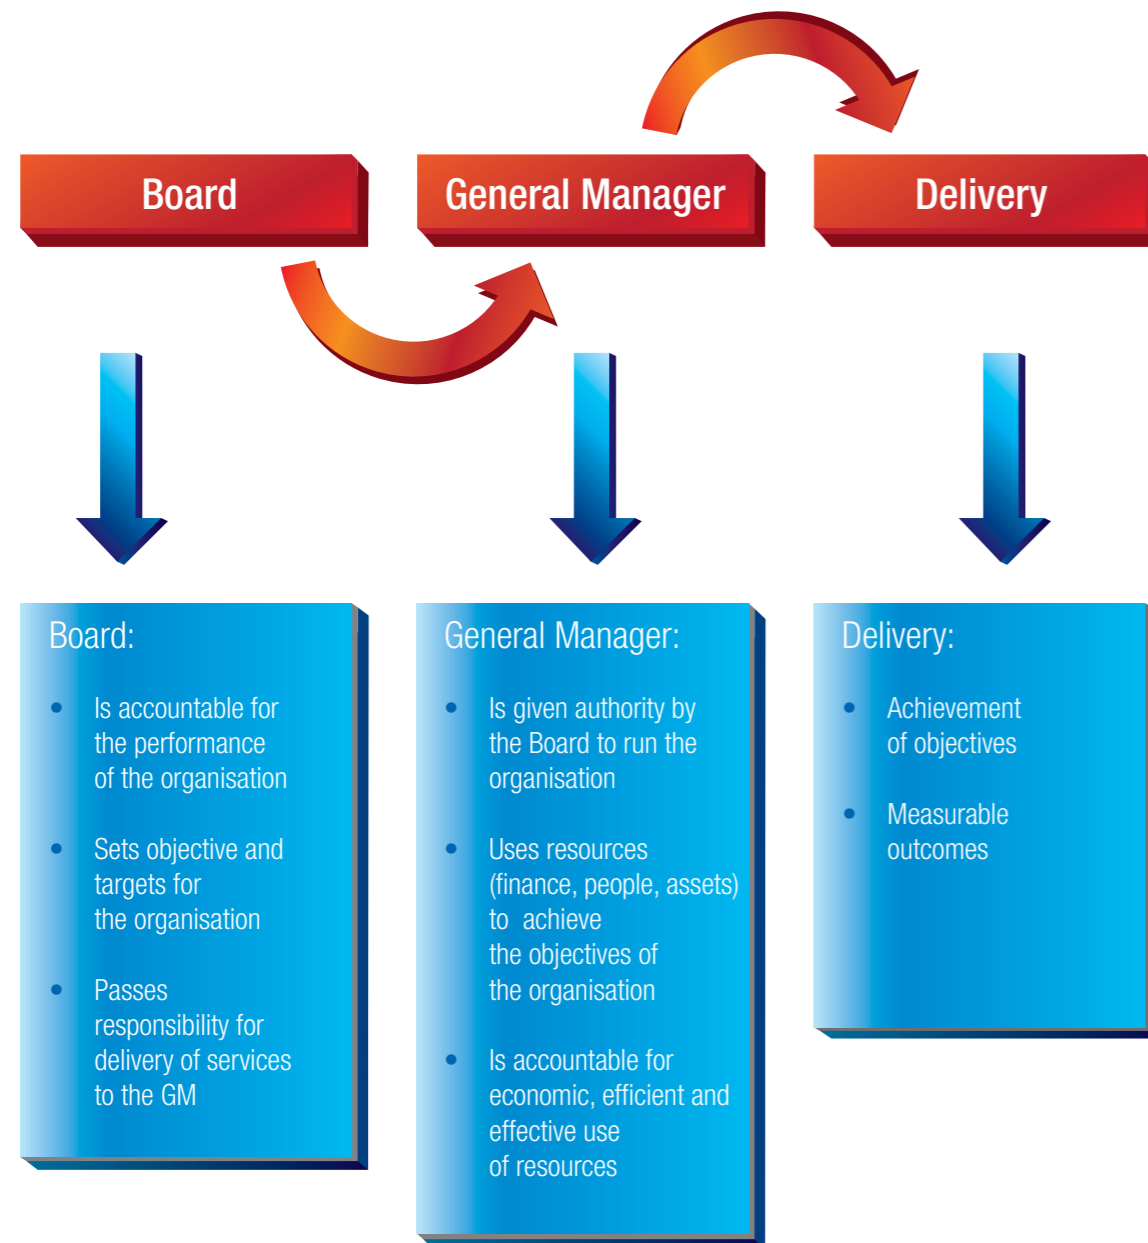 Board
General Manager
Delivery
Board:
• Is accountable for
the performance
of the organisation
• Sets objective and
targets for
the organisation
• Passes
responsibility for
delivery of services
to the GM
General Manager:
• Is given authority by
the Board to run the
organisation
• Uses resources
(finance, people, assets)
to achieve
the objectives of
the organisation
• Is accountable for
economic, efficient and
effective use
of resources
Delivery:
• Achievement
of objectives
• Measurable
outcomes